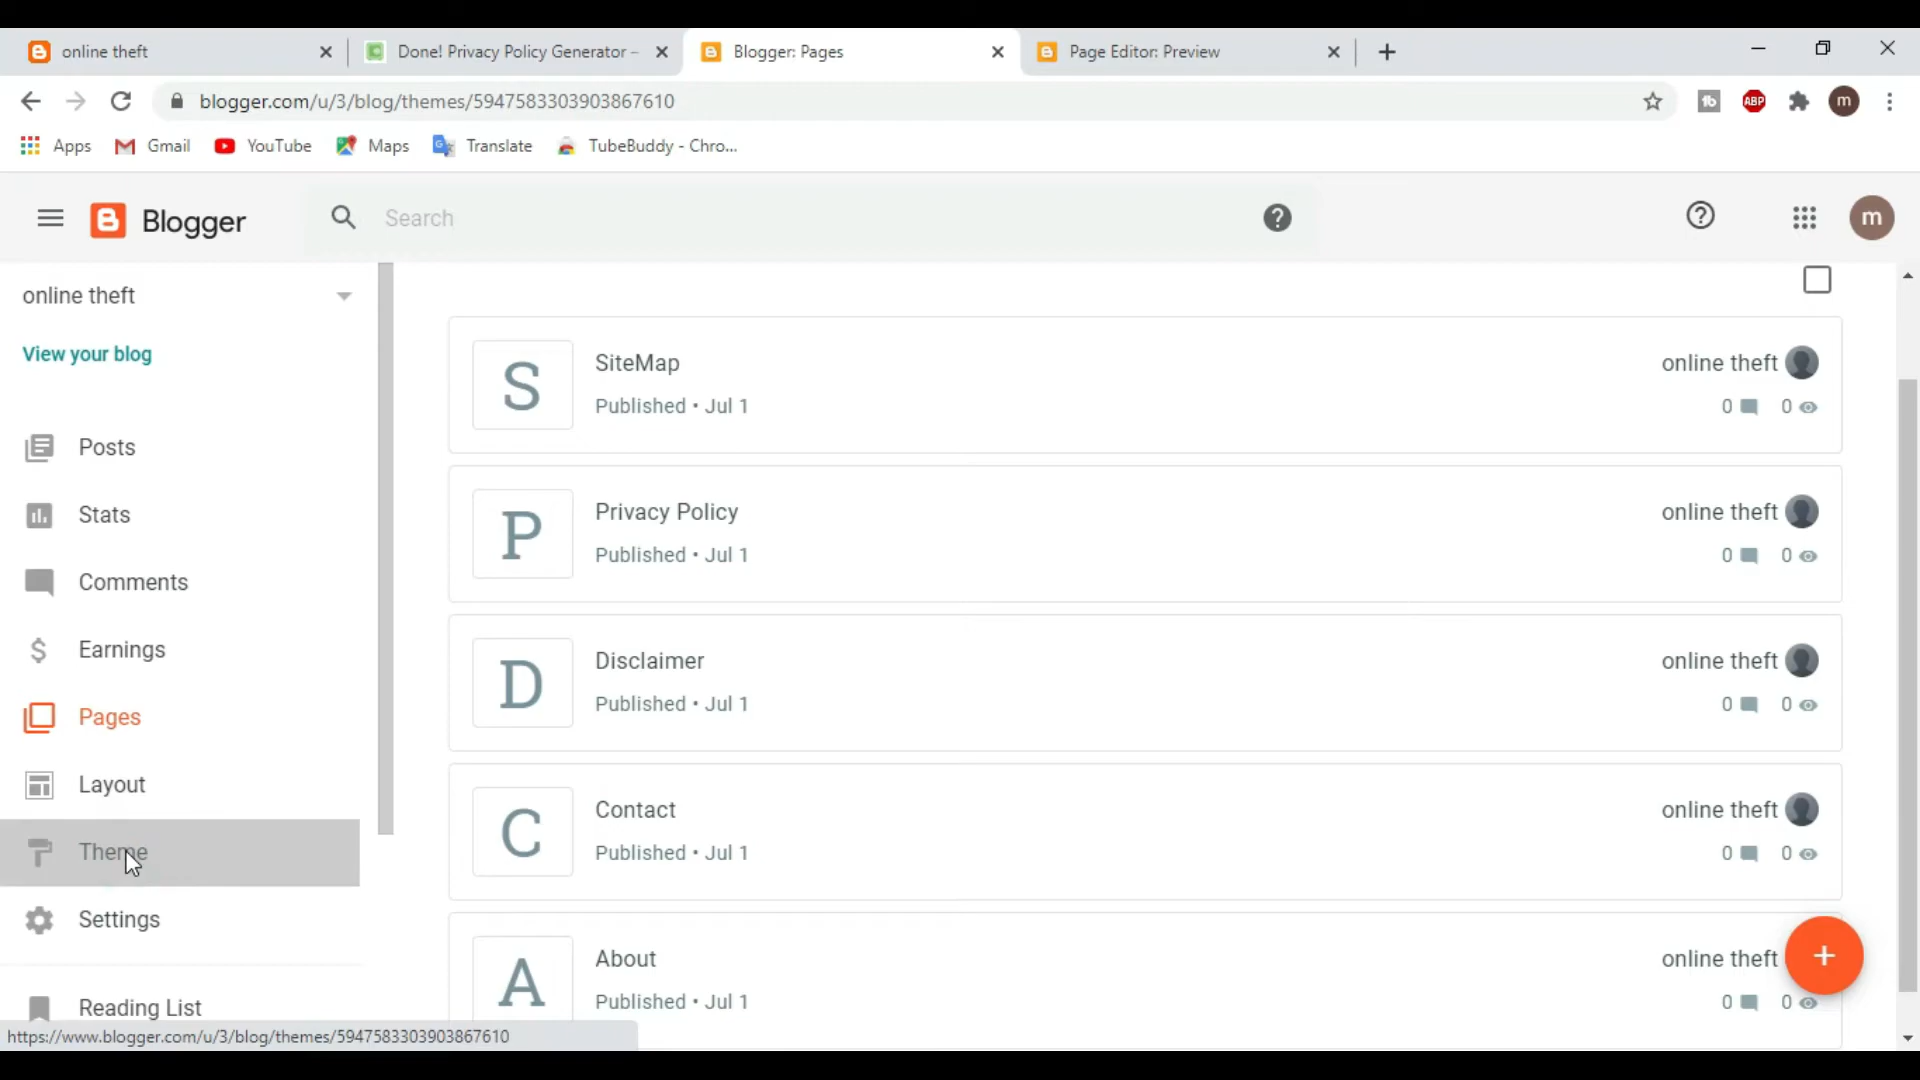 online theft
Done! Privacy Policy Generator –
Blogger: Pages
Page Editor: Preview
blogger.com/u/3/blog/themes/5947583303903867610
ABP
m
Apps
Gmail
YouTube
Maps
Translate
TubeBuddy - Chro...
Blogger
Search
m
online theft
View your blog
Posts
Stats
Comments
Earnings
Pages
Layout
Theme
Settings
Reading List
S
SiteMap
Published • Jul 1
online theft
0 0
P
Privacy Policy
Published • Jul 1
online theft
0 0
D
Disclaimer
Published • Jul 1
online theft
0 0
C
Contact
Published • Jul 1
online theft
0 0
A
About
Published • Jul 1
online theft
0 0
https://www.blogger.com/u/3/blog/themes/5947583303903867610